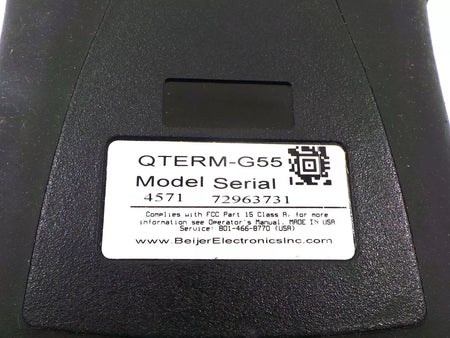 QTERM-G55
Model Serial
4571 72963731
Complies with FCC Part 15 Class A, for more
information see Operator's Manual. MADE IN USA
Service: 801-466-8770 (USA)
www.BeijerElectronicsInc.com